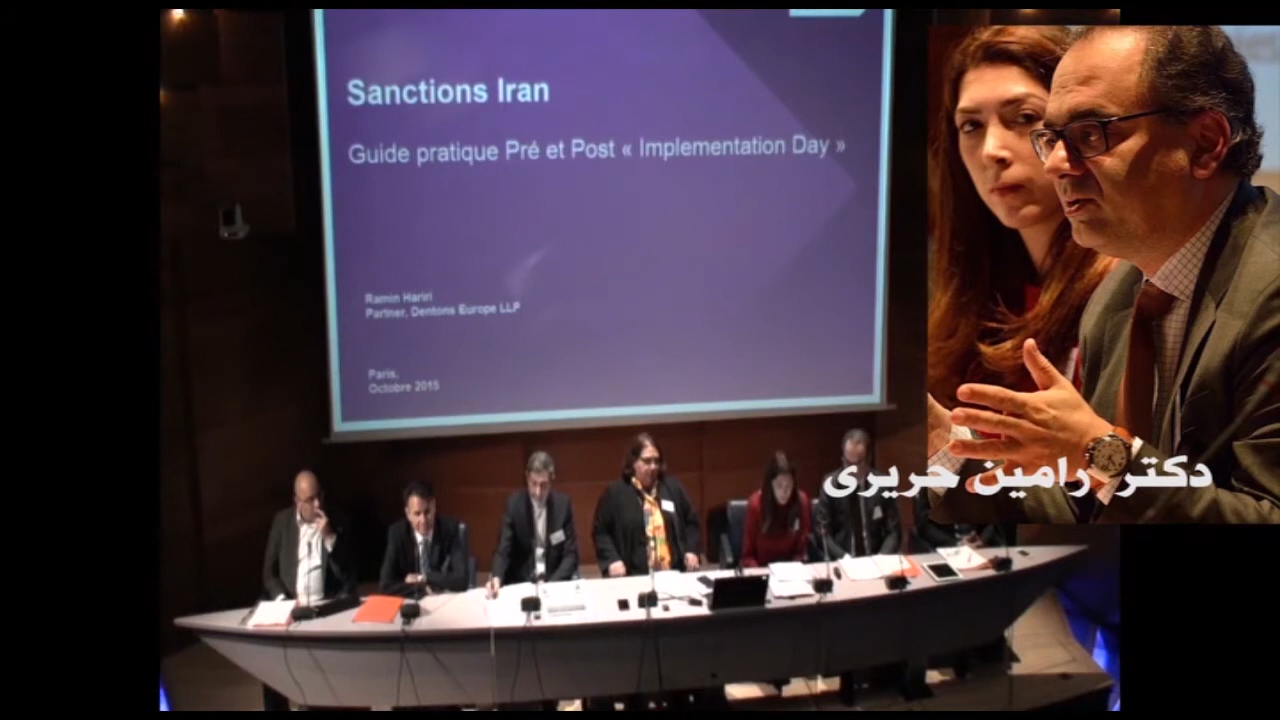 Sanctions Iran
Guide pratique Pré et Post « Implementation Day »
Ramin Hariri
Partner, Dentons Europe LLP
Paris,
Octobre 2015
دکتر رامین حریری